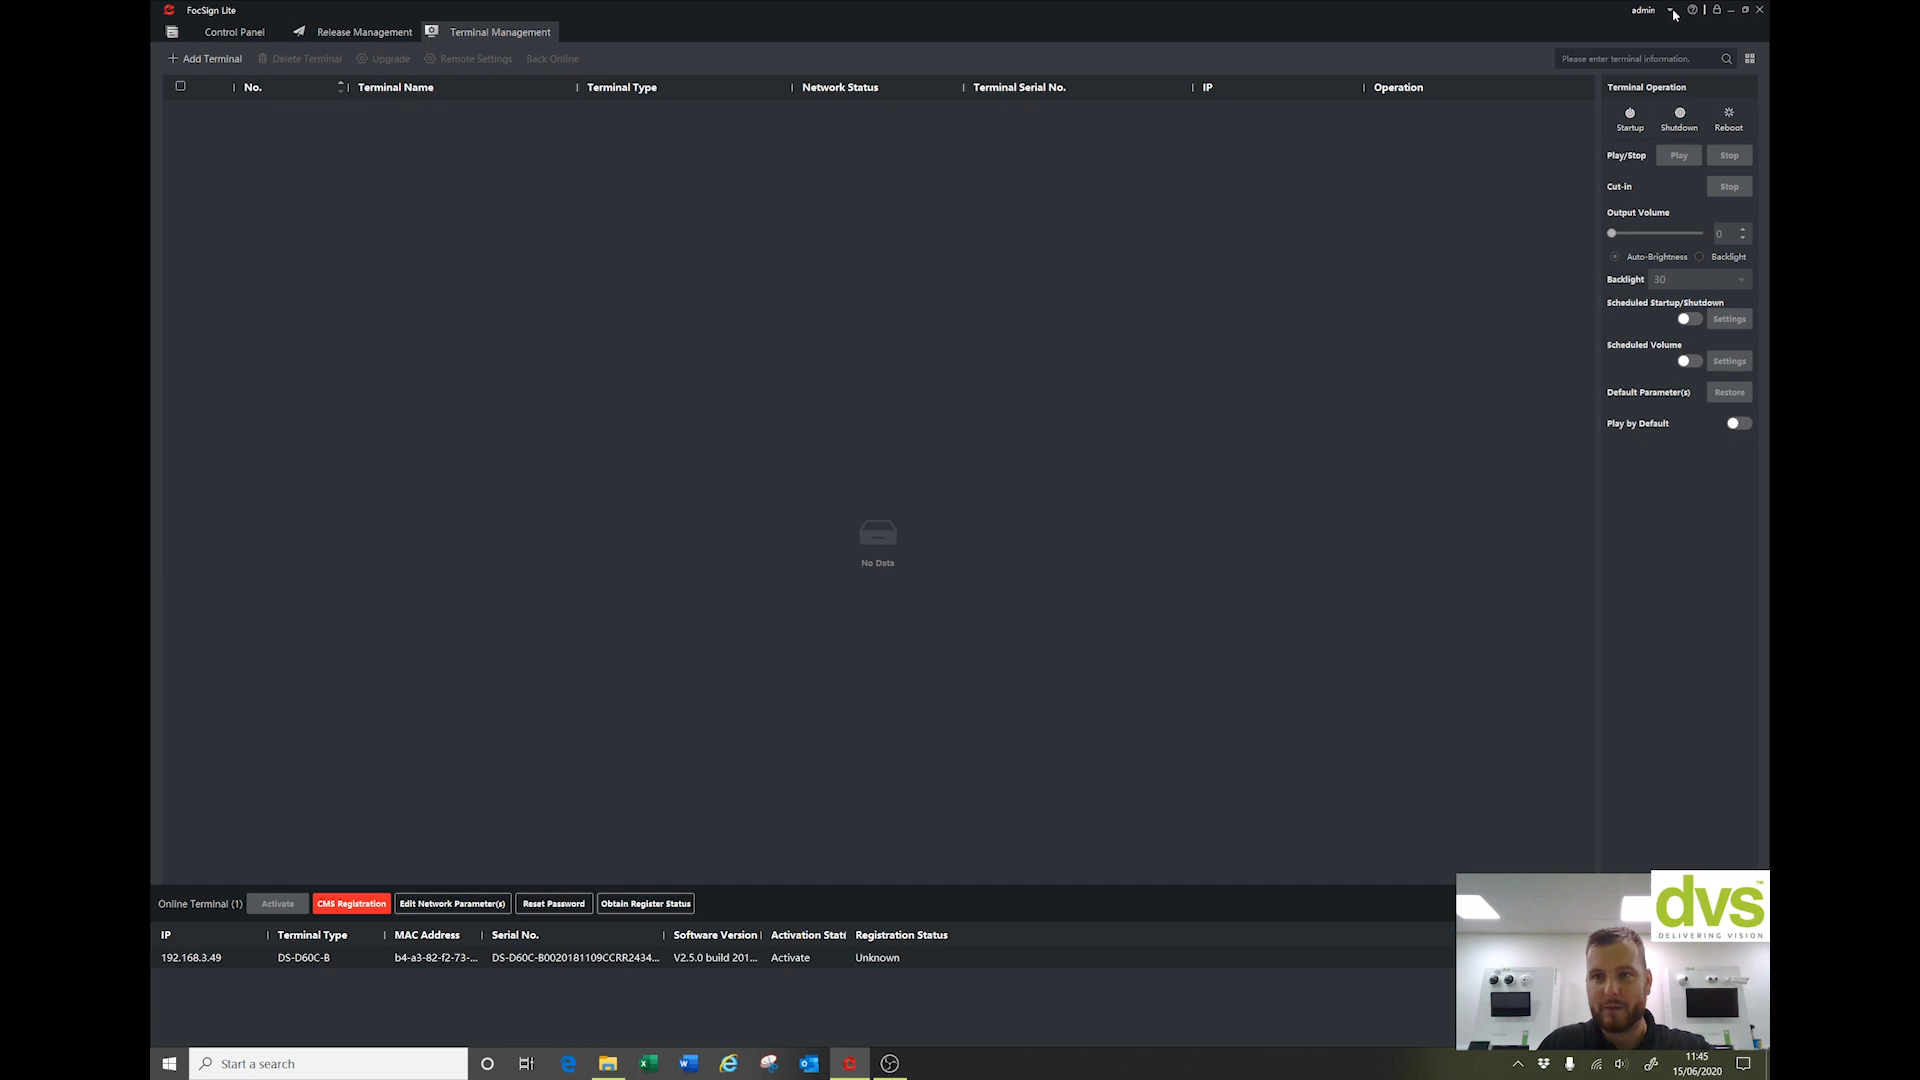 FocSign Lite
admin
Control Panel
Release Management
Terminal Management
Add Terminal
Delete Terminal
Upgrade
Remote Settings
Back Online
Please enter terminal information.
No.
Terminal Name
Terminal Type
Network Status
Terminal Serial No.
IP
Operation
No Data
Terminal Operation
Startup
Shutdown
Reboot
Play/Stop
Play
Stop
Cut-in
Stop
Output Volume
0
Auto-Brightness
Backlight
Backlight
30
Scheduled Startup/Shutdown
Settings
Scheduled Volume
Settings
Default Parameter(s)
Restore
Play by Default
Online Terminal (1)
Activate
CMS Registration
Edit Network Parameter(s)
Reset Password
Obtain Register Status
IP
Terminal Type
MAC Address
Serial No.
Software Version
Activation Stat
Registration Status
192.168.3.49
DS-D60C-B
b4-a3-82-f2-73-...
DS-D60C-B0020181109CCRR2434...
V2.5.0 build 201...
Activate
Unknown
dvs™
DELIVERING VISION
Start a search
11:45
15/06/2020